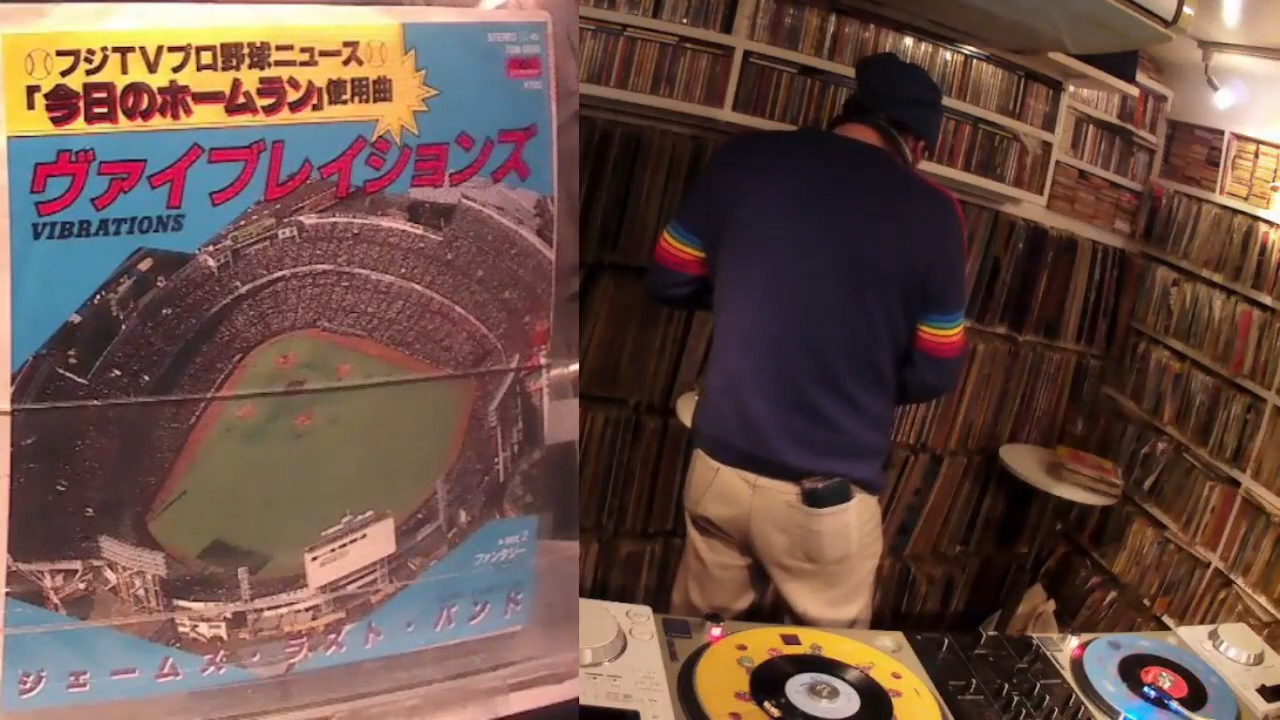 フジTVプロ野球ニュース
「今日のホームラン」使用曲
STEREO
ヴァイブレイションズ
VIBRATIONS
ファンタジー
ジェームズ・ラスト・バンド